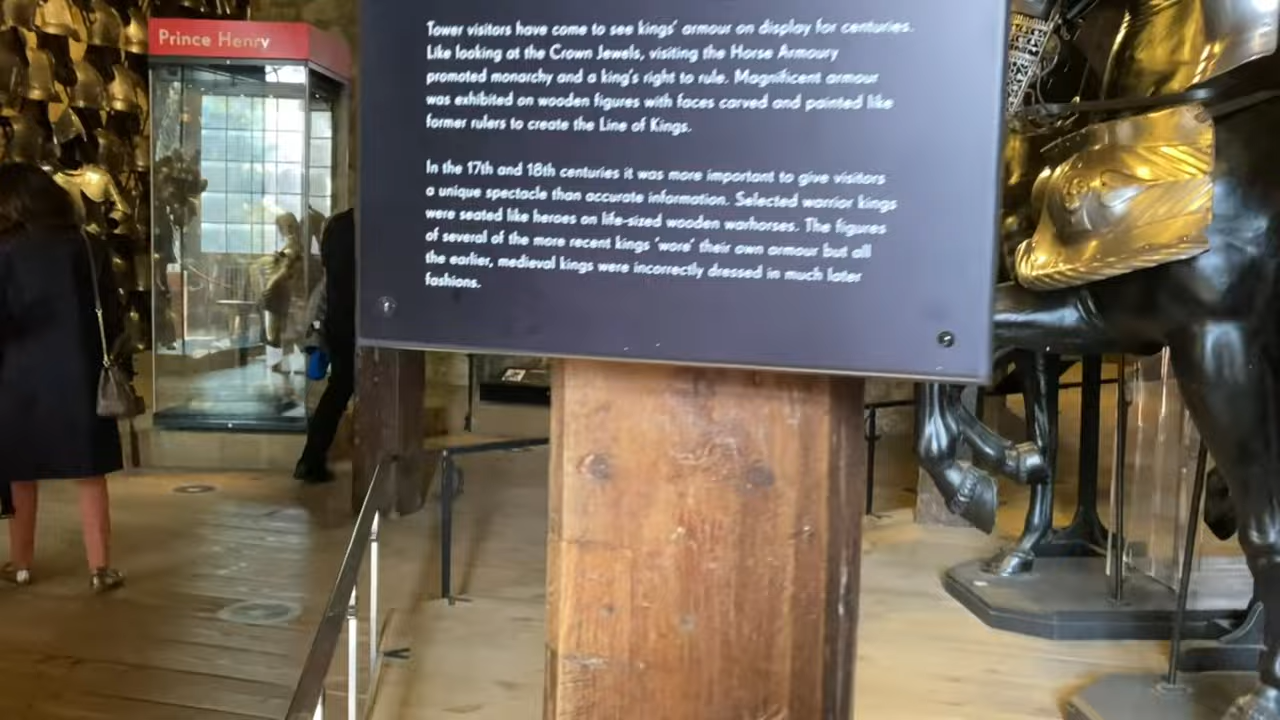 Prince Henry
Tower visitors have come to see kings' armour on display for centuries.
Like looking at the Crown Jewels, visiting the Horse Armoury
promoted monarchy and a king's right to rule. Magnificent armour
was exhibited on wooden figures with faces carved and painted like
former rulers to create the Line of Kings.
In the 17th and 18th centuries it was more important to give visitors
a unique spectacle than accurate information. Selected warrior kings
were seated like heroes on life-sized wooden warhorses. The figures
of several of the more recent kings 'wore' their own armour but all
the earlier, medieval kings were incorrectly dressed in much later
fashions.